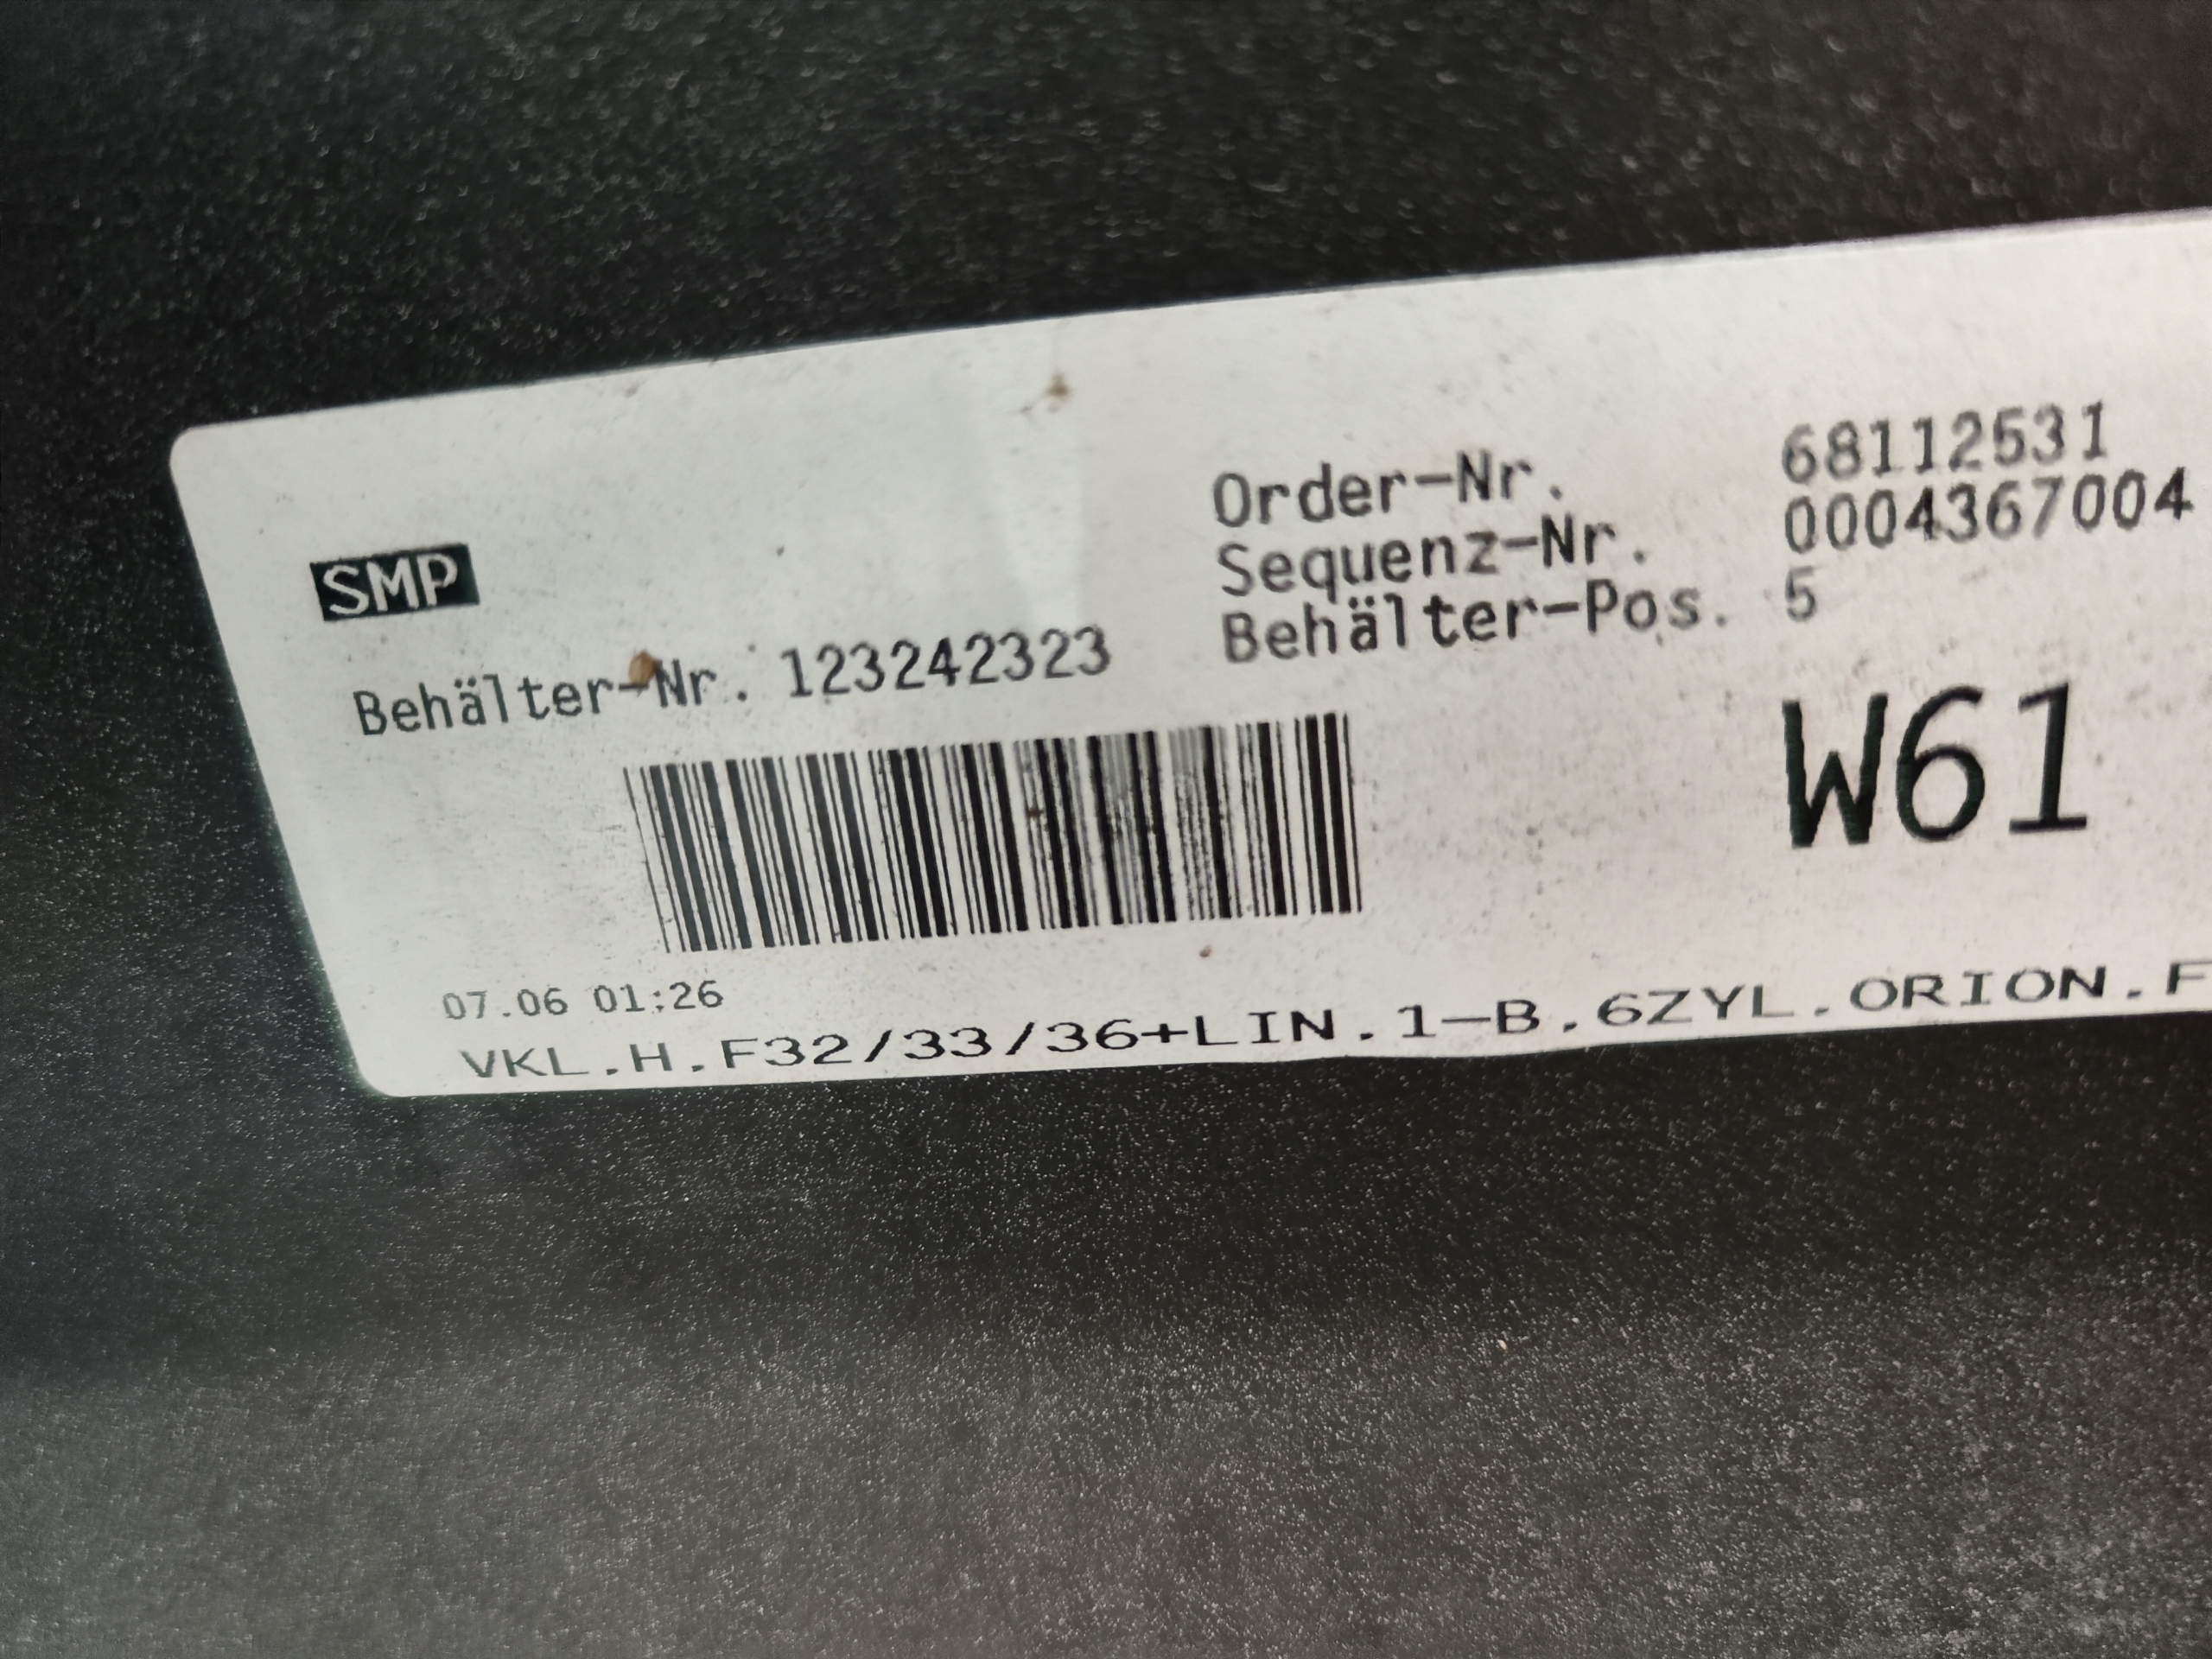 SMP
Behälter-Nr. 123242323
Order-Nr. 68112531
Sequenz-Nr. 0004367004
Behälter-Pos. 5
W61
07.06 01:26
VKL.H.F32/33/36+LIN.1-B.6ZYL.ORION.F